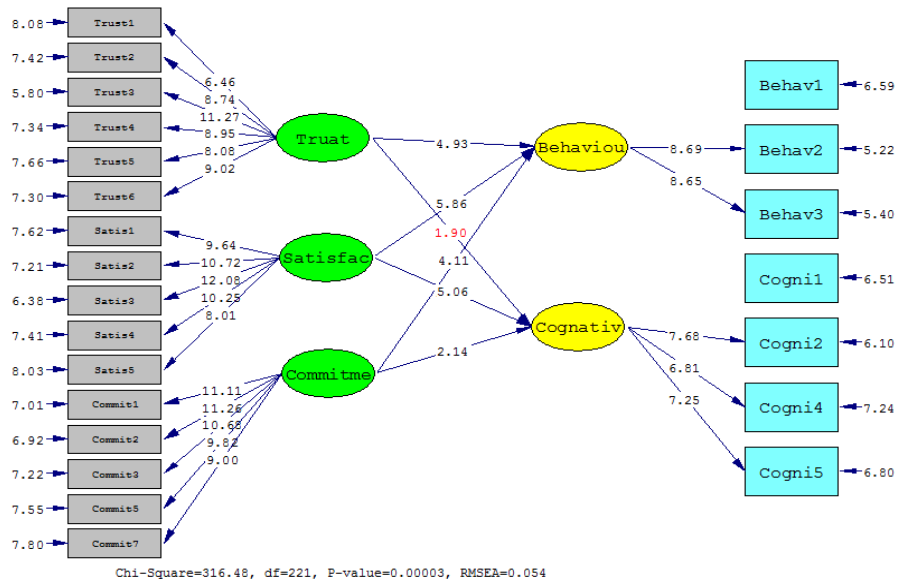 8.08 Trust1
7.42 Trust2
5.80 Trust3
7.34 Trust4
7.66 Trust5
7.30 Trust6
7.62 Satis1
7.21 Satis2
6.38 Satis3
7.41 Satis4
8.03 Satis5
7.01 Commit1
6.92 Commit2
7.22 Commit3
7.55 Commit5
7.80 Commit7
6.46
8.74
11.27
8.95
8.08
9.02
9.64
10.72
12.08
10.25
8.01
11.11
11.26
10.68
9.82
9.00
Truat
Satisfac
Commitme
4.93
5.86
1.90
4.11
5.06
2.14
Behaviou
Cognativ
8.69
8.65
7.68
6.81
7.25
Behav1 6.59
Behav2 5.22
Behav3 5.40
Cogni1 6.51
Cogni2 6.10
Cogni4 7.24
Cogni5 6.80
Chi-Square=316.48, df=221, P-value=0.00003, RMSEA=0.054